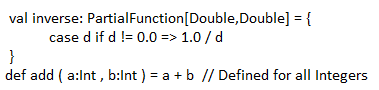 val inverse: PartialFunction[Double,Double] = {
case d if d != 0.0 => 1.0 / d
}
def add ( a:Int , b:Int ) = a + b // Defined for all Integers